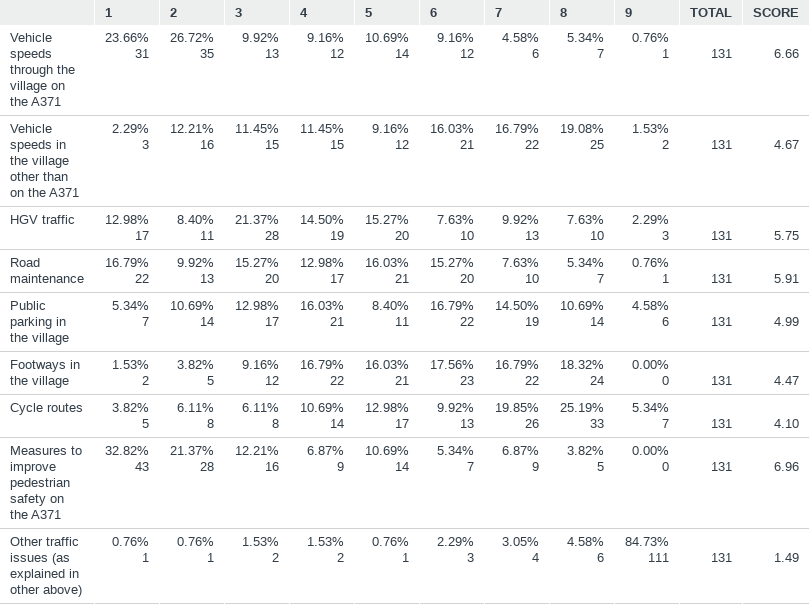 1 2 3 4 5 6 7 8 9 TOTAL SCORE
Vehicle 23.66% 26.72% 9.92% 9.16% 10.69% 9.16% 4.58% 5.34% 0.76%
speeds 31 35 13 12 14 12 6 7 1 131 6.66
through the
village on
the A371
Vehicle 2.29% 12.21% 11.45% 11.45% 9.16% 16.03% 16.79% 19.08% 1.53%
speeds in 3 16 15 15 12 21 22 25 2 131 4.67
the village
other than
on the A371
HGV traffic 12.98% 8.40% 21.37% 14.50% 15.27% 7.63% 9.92% 7.63% 2.29%
17 11 28 19 20 10 13 10 3 131 5.75
Road 16.79% 9.92% 15.27% 12.98% 16.03% 15.27% 7.63% 5.34% 0.76%
maintenance 22 13 20 17 21 20 10 7 1 131 5.91
Public 5.34% 10.69% 12.98% 16.03% 8.40% 16.79% 14.50% 10.69% 4.58%
parking in 7 14 17 21 11 22 19 14 6 131 4.99
the village
Footways in 1.53% 3.82% 9.16% 16.79% 16.03% 17.56% 16.79% 18.32% 0.00%
the village 2 5 12 22 21 23 22 24 0 131 4.47
Cycle routes 3.82% 6.11% 6.11% 10.69% 12.98% 9.92% 19.85% 25.19% 5.34%
5 8 8 14 17 13 26 33 7 131 4.10
Measures to 32.82% 21.37% 12.21% 6.87% 10.69% 5.34% 6.87% 3.82% 0.00%
improve 43 28 16 9 14 7 9 5 0 131 6.96
pedestrian
safety on
the A371
Other traffic 0.76% 0.76% 1.53% 1.53% 0.76% 2.29% 3.05% 4.58% 84.73%
issues (as 1 1 2 2 1 3 4 6 111 131 1.49
explained in
other above)